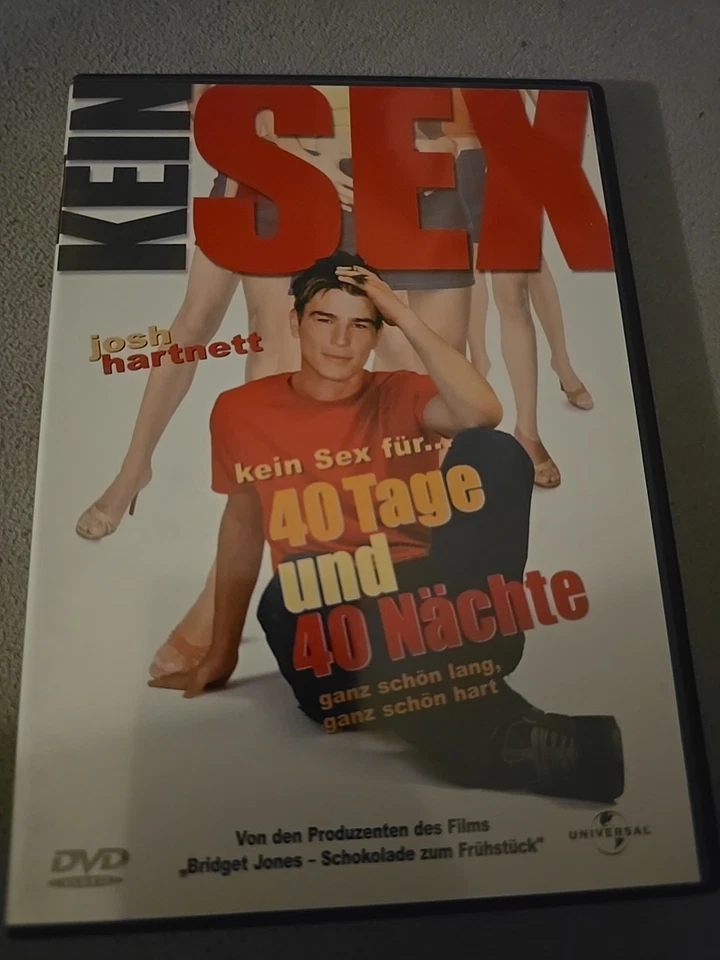 KEIN
SEX
josh
hartnett
kein Sex für...
40 Tage
und
40 Nächte
ganz schön lang,
ganz schön hart
Von den Produzenten des Films
„Bridget Jones – Schokolade zum Frühstück"
DVD
UNIVERSAL